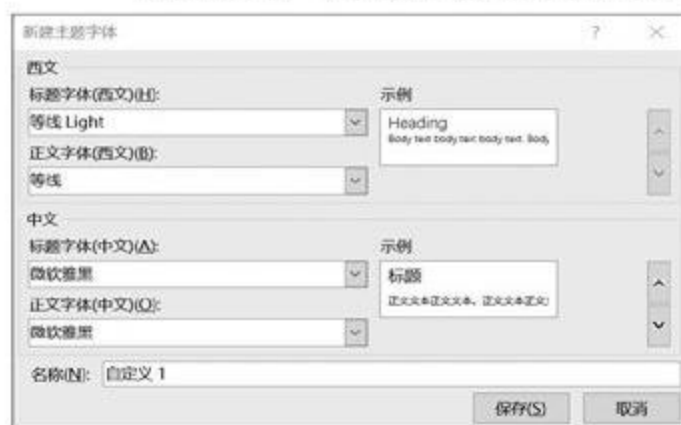 新建主题字体 ? ×
西文
标题字体(西文)(H): 示例
等线 Light
Heading
Body text body text body text. Body
正文字体(西文)(B):
等线
中文
标题字体(中文)(A): 示例
微软雅黑
标题
正文文本正文文本。正文文本正文
正文字体(中文)(O):
微软雅黑
名称(N): 自定义 1
保存(S) 取消